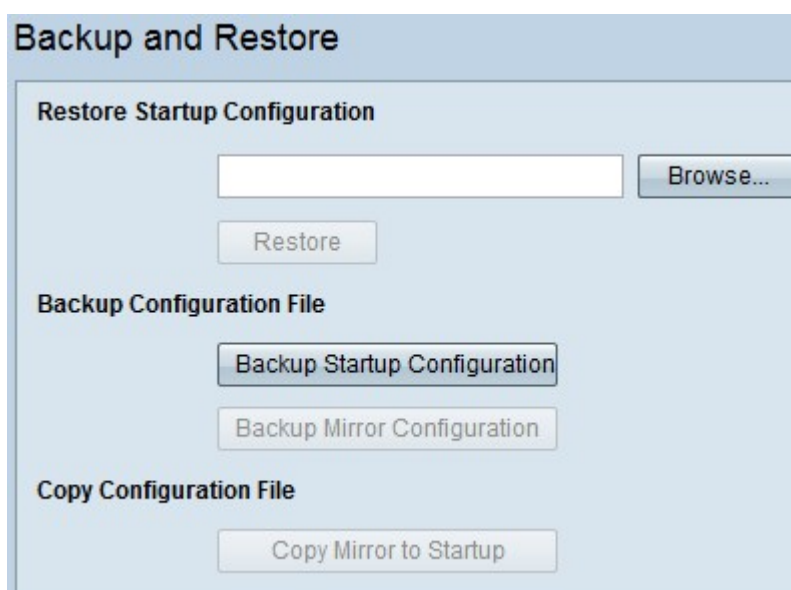 Backup and Restore
Restore Startup Configuration
Browse...
Restore
Backup Configuration File
Backup Startup Configuration
Backup Mirror Configuration
Copy Configuration File
Copy Mirror to Startup